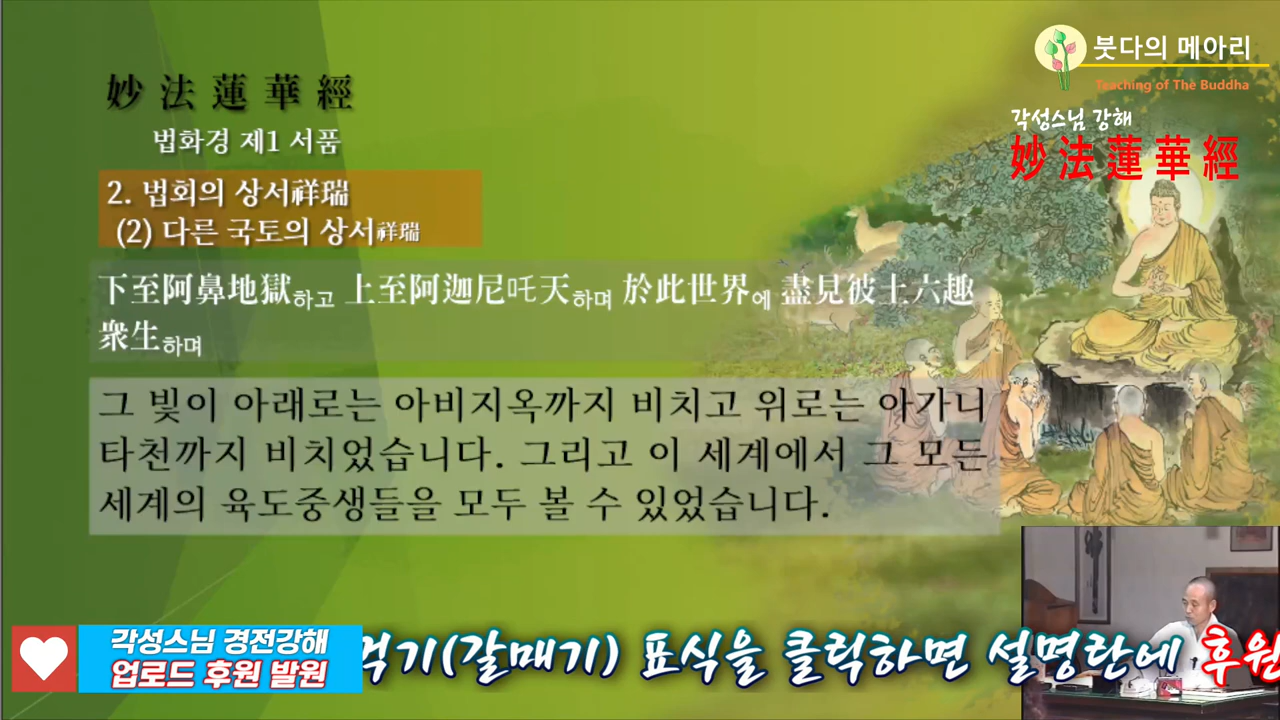 妙法蓮華經
법화경 제1 서품
2. 법회의 상서祥瑞
(2) 다른 국토의 상서祥瑞
下至阿鼻地獄하고 上至阿迦尼吒天하며 於此世界에 盡見彼土六趣
衆生하며
그 빛이 아래로는 아비지옥까지 비치고 위로는 아가니
타천까지 비치었습니다. 그리고 이 세계에서 그 모든
세계의 육도중생들을 모두 볼 수 있었습니다.
붓다의 메아리
Teaching of The Buddha
각성스님 강해
妙法蓮華經
각성스님 경전강해
업로드 후원 발원
기(갈매기) 표식을 클릭하면 설명란에 후원